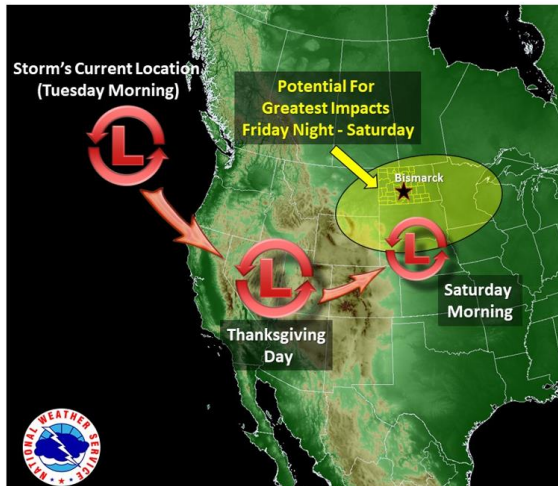 Storm's Current Location
(Tuesday Morning)
L
Potential For
Greatest Impacts
Friday Night - Saturday
Bismarck
L
L
Saturday
Morning
Thanksgiving
Day
NATIONAL WEATHER SERVICE